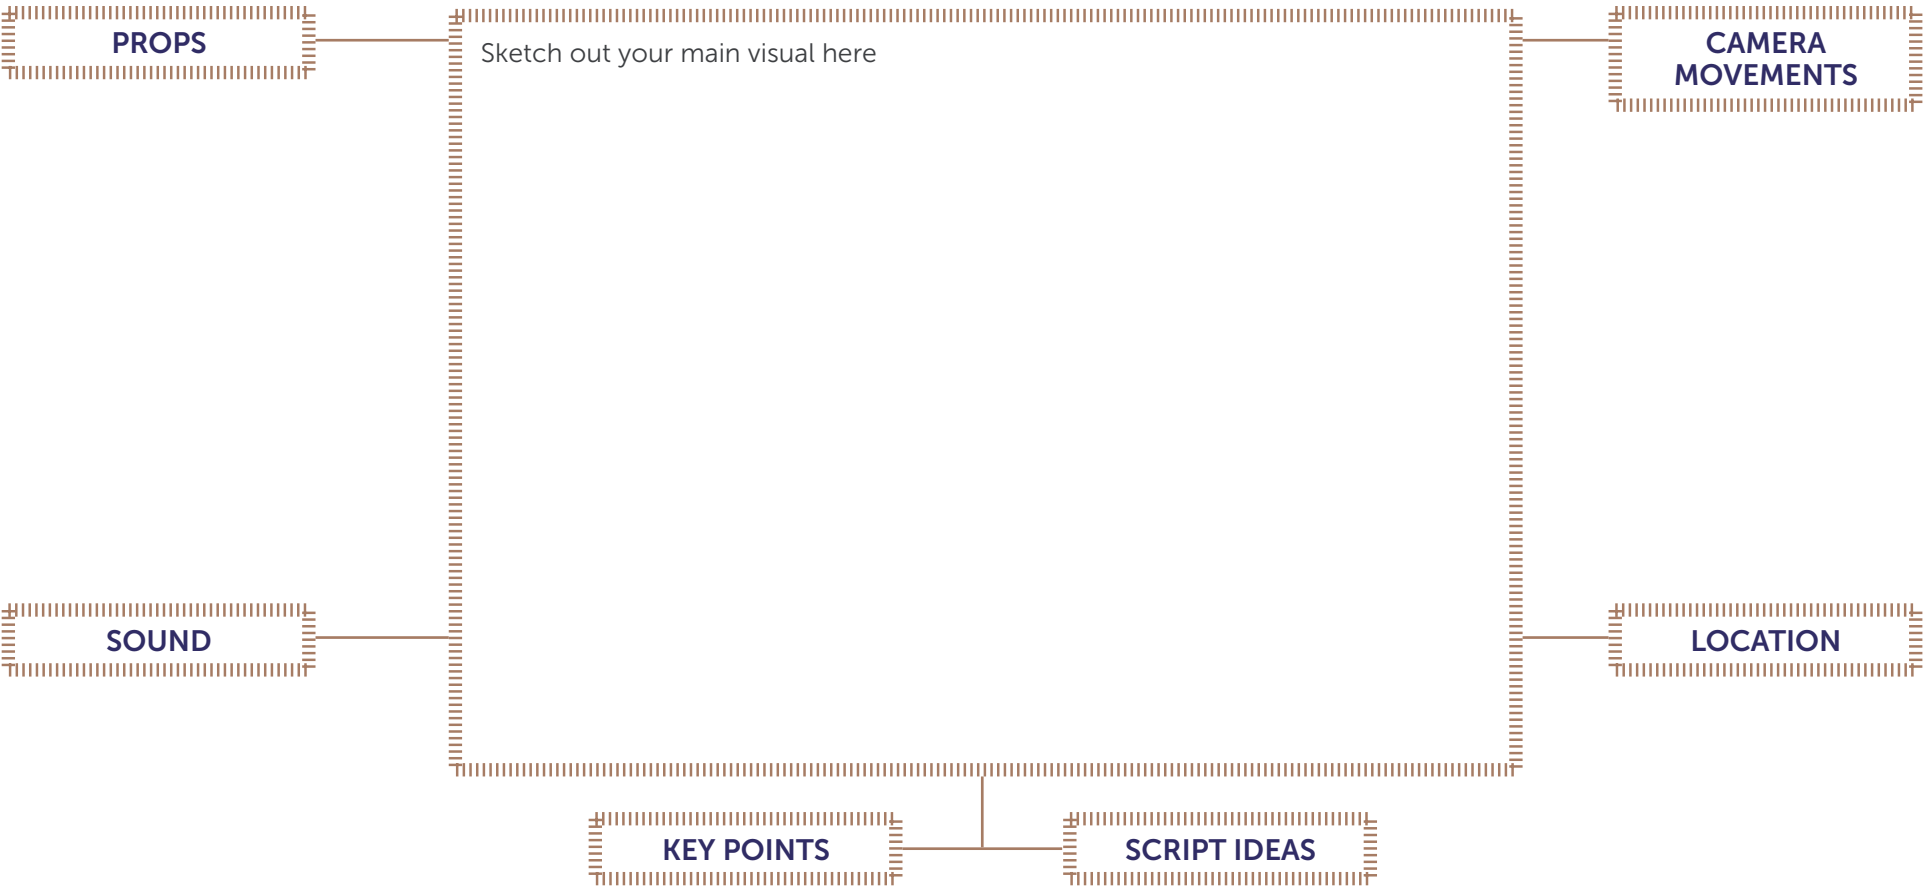 PROPS
Sketch out your main visual here
CAMERA
MOVEMENTS
SOUND
LOCATION
KEY POINTS
SCRIPT IDEAS